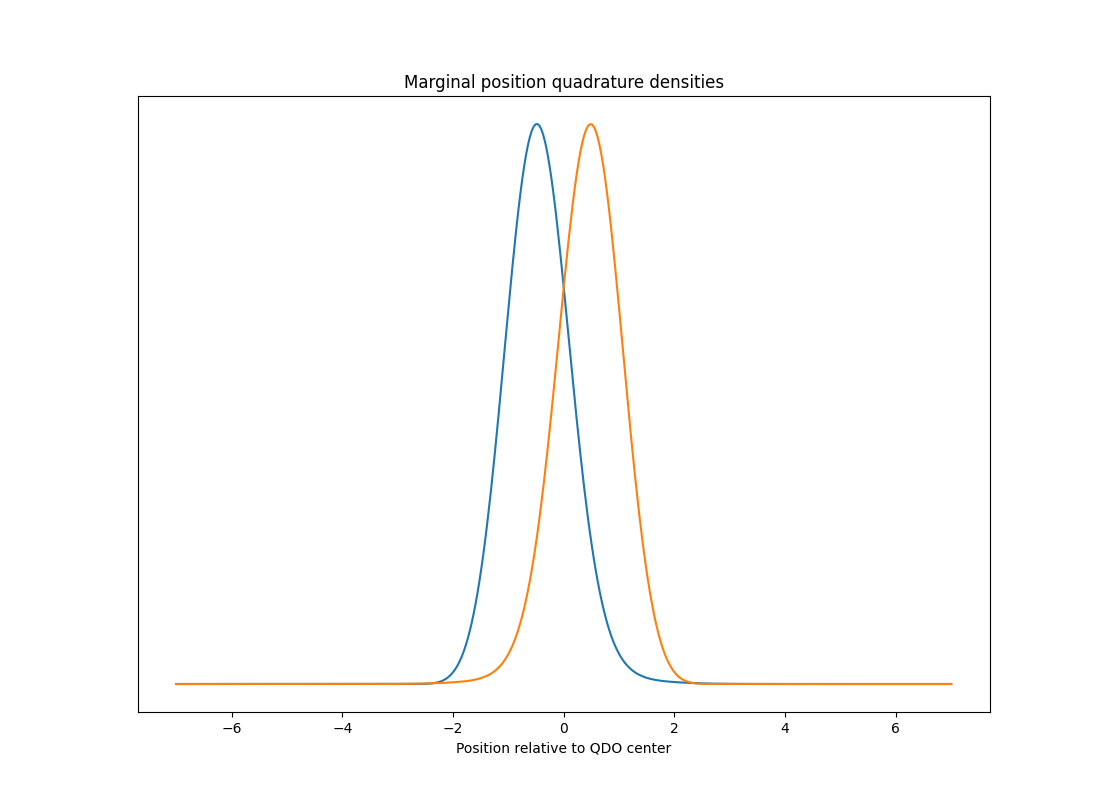 Marginal position quadrature densities
−6 −4 −2 0 2 4 6
Position relative to QDO center